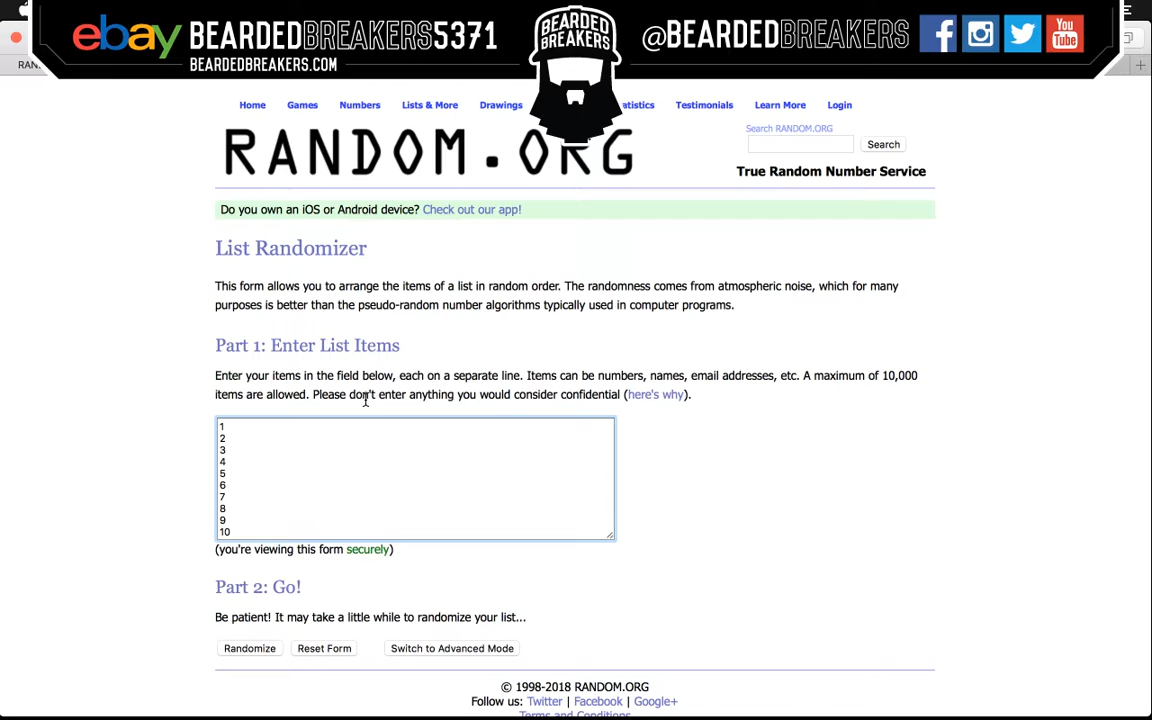 ebay BEARDEDBREAKERS5371
BEARDEDBREAKERS.COM
BEARDED
BREAKERS
@BEARDEDBREAKERS
You
Tube
RAN
Home Games Numbers Lists & More Drawings atistics Testimonials Learn More Login
RANDOM.ORG
Search RANDOM.ORG
Search
True Random Number Service
Do you own an iOS or Android device? Check out our app!
List Randomizer
This form allows you to arrange the items of a list in random order. The randomness comes from atmospheric noise, which for many
purposes is better than the pseudo-random number algorithms typically used in computer programs.
Part 1: Enter List Items
Enter your items in the field below, each on a separate line. Items can be numbers, names, email addresses, etc. A maximum of 10,000
items are allowed. Please don't enter anything you would consider confidential (here's why).
1
2
3
4
5
6
7
8
9
10
(you're viewing this form securely)
Part 2: Go!
Be patient! It may take a little while to randomize your list...
Randomize Reset Form Switch to Advanced Mode
© 1998-2018 RANDOM.ORG
Follow us: Twitter | Facebook | Google+
Terms and Conditions